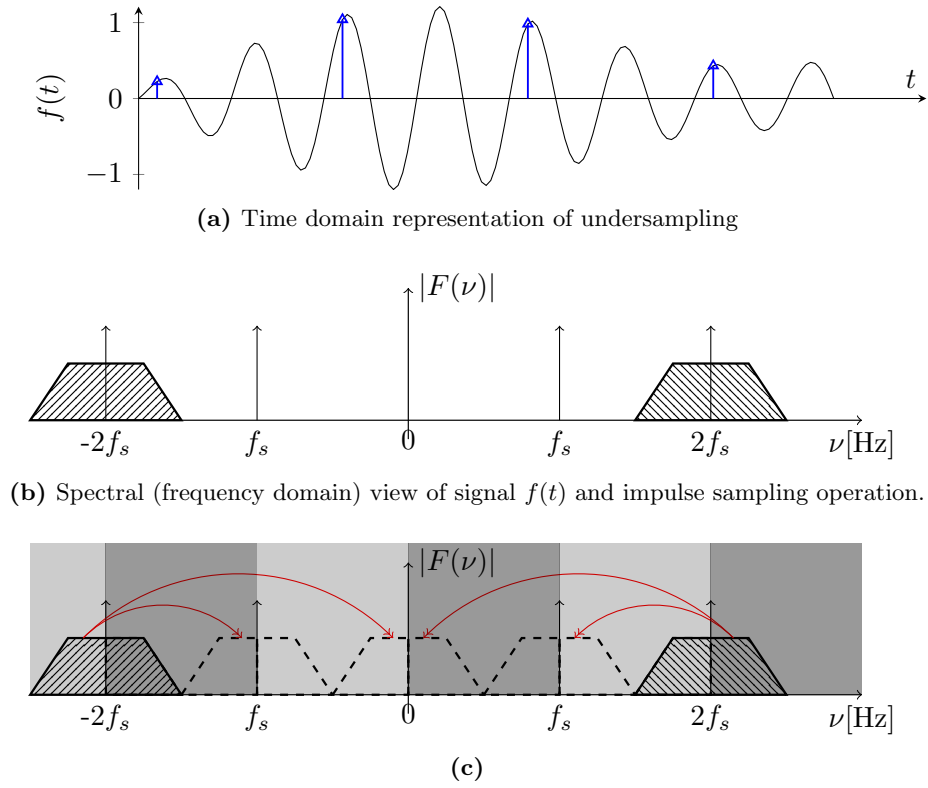 1
0
−1
f(t)
t
(a) Time domain representation of undersampling
|F(ν)|
-2f_s f_s 0 f_s 2f_s ν[Hz]
(b) Spectral (frequency domain) view of signal f(t) and impulse sampling operation.
|F(ν)|
-2f_s f_s 0 f_s 2f_s ν[Hz]
(c)